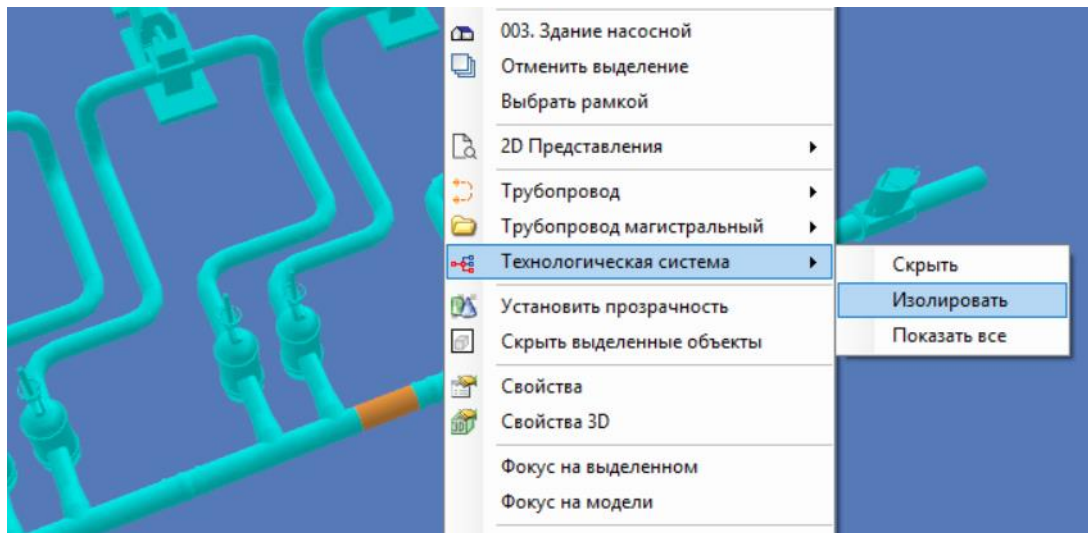 003. Здание насосной
Отменить выделение
Выбрать рамкой
2D Представления
Трубопровод
Трубопровод магистральный
Технологическая система
Скрыть
Изолировать
Показать все
Установить прозрачность
Скрыть выделенные объекты
Свойства
Свойства 3D
Фокус на выделенном
Фокус на модели